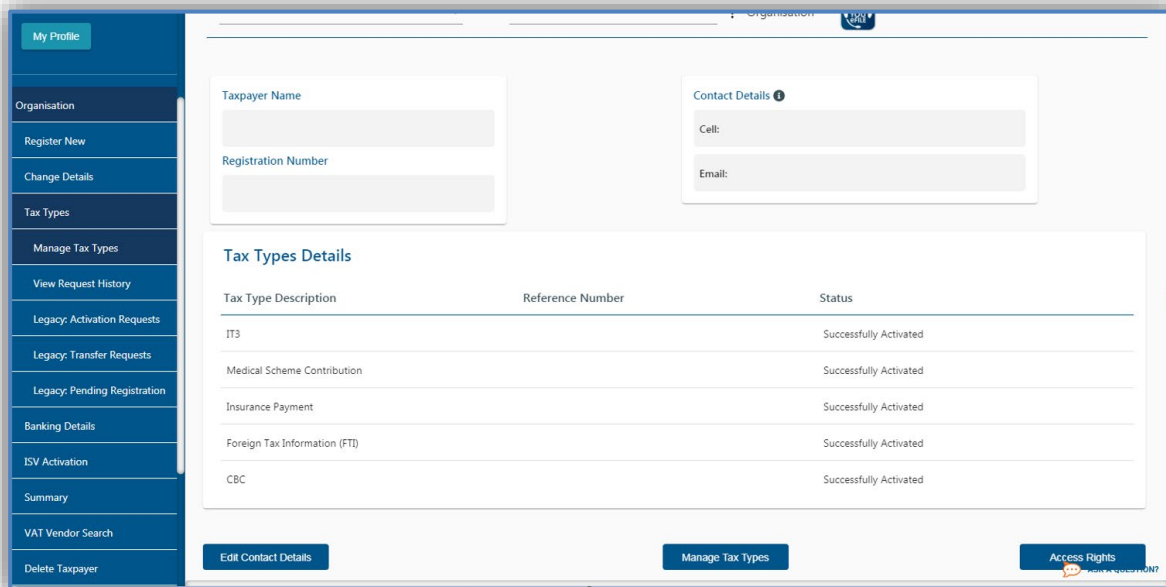 Organisation
eFILE
My Profile
Organisation
Register New
Change Details
Tax Types
Manage Tax Types
View Request History
Legacy: Activation Requests
Legacy: Transfer Requests
Legacy: Pending Registration
Banking Details
ISV Activation
Summary
VAT Vendor Search
Delete Taxpayer
Taxpayer Name
Registration Number
Contact Details
Cell:
Email:
Tax Types Details
Tax Type Description Reference Number Status
IT3 Successfully Activated
Medical Scheme Contribution Successfully Activated
Insurance Payment Successfully Activated
Foreign Tax Information (FTI) Successfully Activated
CBC Successfully Activated
Edit Contact Details Manage Tax Types Access Rights
ASK A QUESTION?